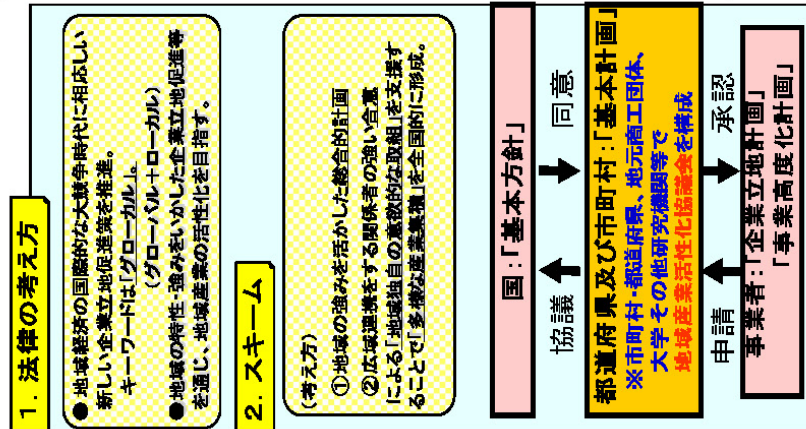 1. 法律の考え方
● 地域経済の国際的な大競争時代に相応しい
新しい企業立地促進策を推進。
キーワードは「グローカル」。
(グローバル+ローカル)
●地域の特性・強みをいかした企業立地促進等
を通じ、地域産業の活性化を目指す。
2. スキーム
(考え方)
①地域の強みを活かした総合的計画
②広域連携をする関係者の強い合意
による「地域独自の意欲的な取組」を支援す
ることで「多様な産業集積」を全国的に形成。
国:「基本方針」
協議
同意
都道府県及び市町村:「基本計画」
※市町村・都道府県、地元商工団体、
大学その他研究機関等で
地域産業活性化協議会を構成
申請
承認
事業者:「企業立地計画」
「事業高度化計画」